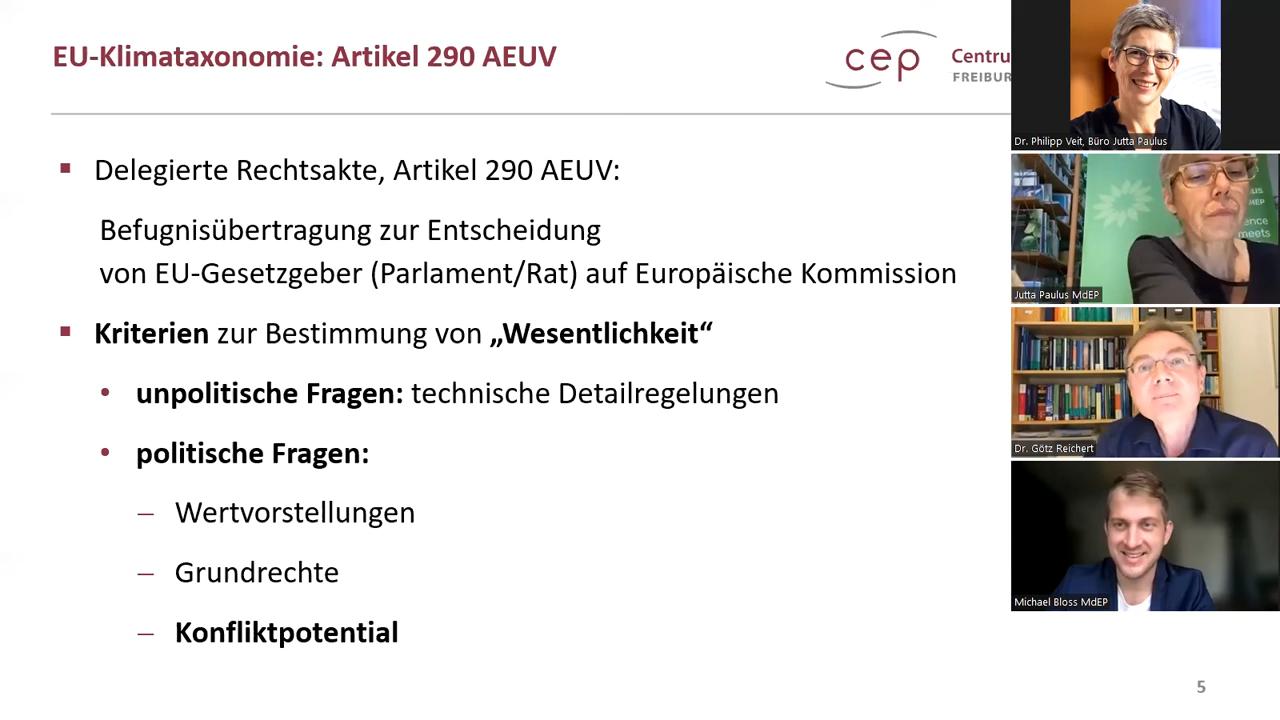 EU-Klimataxonomie: Artikel 290 AEUV
cep
Centru
FREIBUR
Delegierte Rechtsakte, Artikel 290 AEUV:
Befugnisübertragung zur Entscheidung
von EU-Gesetzgeber (Parlament/Rat) auf Europäische Kommission
Kriterien zur Bestimmung von „Wesentlichkeit“
unpolitische Fragen: technische Detailregelungen
politische Fragen:
– Wertvorstellungen
– Grundrechte
– Konfliktpotential
5
Dr. Philipp Veit, Büro Jutta Paulus
Jutta Paulus MdEP
Dr. Götz Reichert
Michael Bloss MdEP